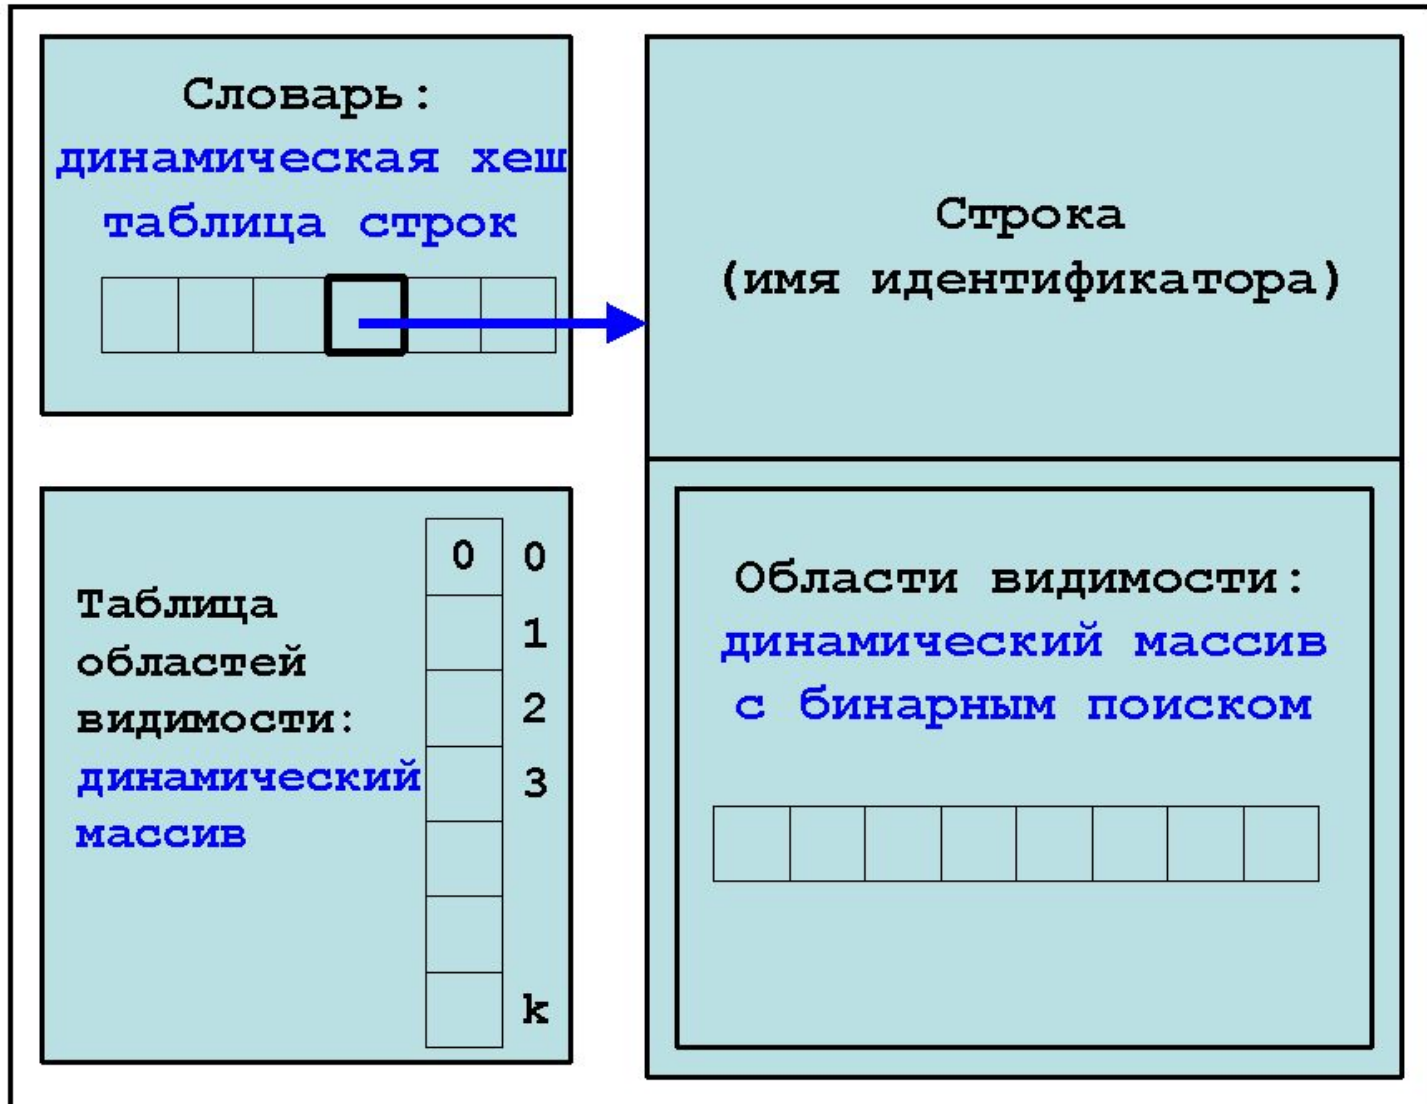 Словарь:
динамическая хеш
таблица строк
Строка
(имя идентификатора)
Таблица
областей
видимости:
динамический
массив
0 0
1
2
3
k
Области видимости:
динамический массив
с бинарным поиском